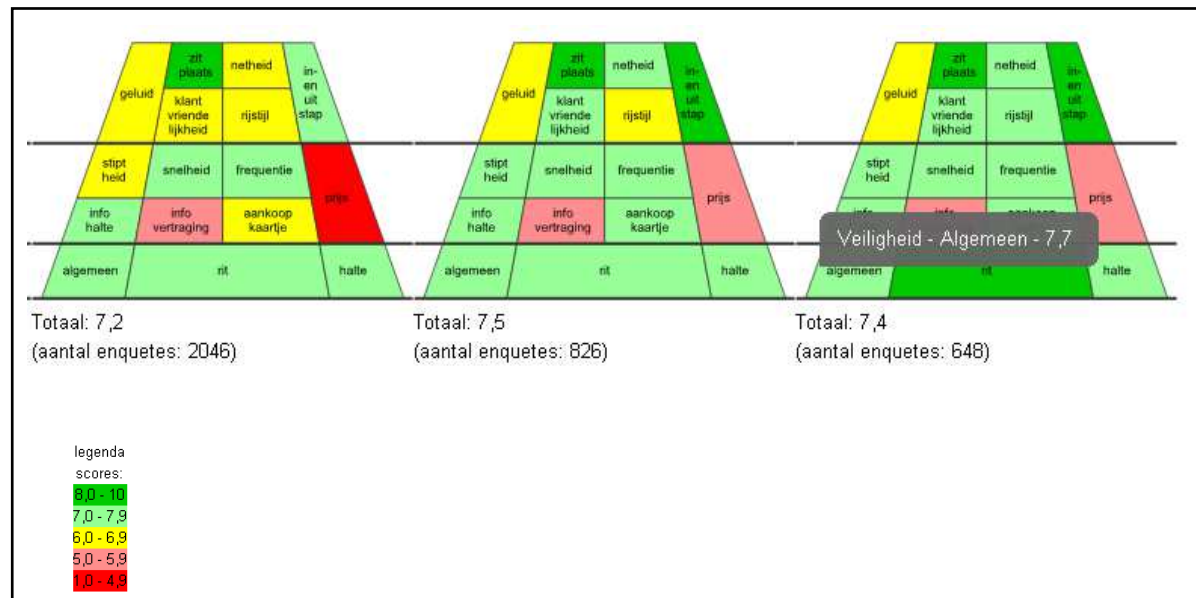 geluid
zit
plaats
netheid
in-
en
uit
stap
klant
vriende
lijkheid
rijstijl
stipt
heid
snelheid
frequentie
prijs
info
halte
info
vertraging
aankoop
kaartje
algemeen
rit
halte
Totaal: 7,2
(aantal enquetes: 2046)
geluid
zit
plaats
netheid
in-
en
uit
stap
klant
vriende
lijkheid
rijstijl
stipt
heid
snelheid
frequentie
prijs
info
halte
info
vertraging
aankoop
kaartje
algemeen
rit
halte
Totaal: 7,5
(aantal enquetes: 826)
geluid
zit
plaats
netheid
in-
en
uit
stap
klant
vriende
lijkheid
rijstijl
stipt
heid
snelheid
frequentie
prijs
info
info
aankoop
Veiligheid - Algemeen - 7,7
algemeen
rit
halte
Totaal: 7,4
(aantal enquetes: 648)
legenda
scores:
8,0 - 10
7,0 - 7,9
6,0 - 6,9
5,0 - 5,9
1,0 - 4,9